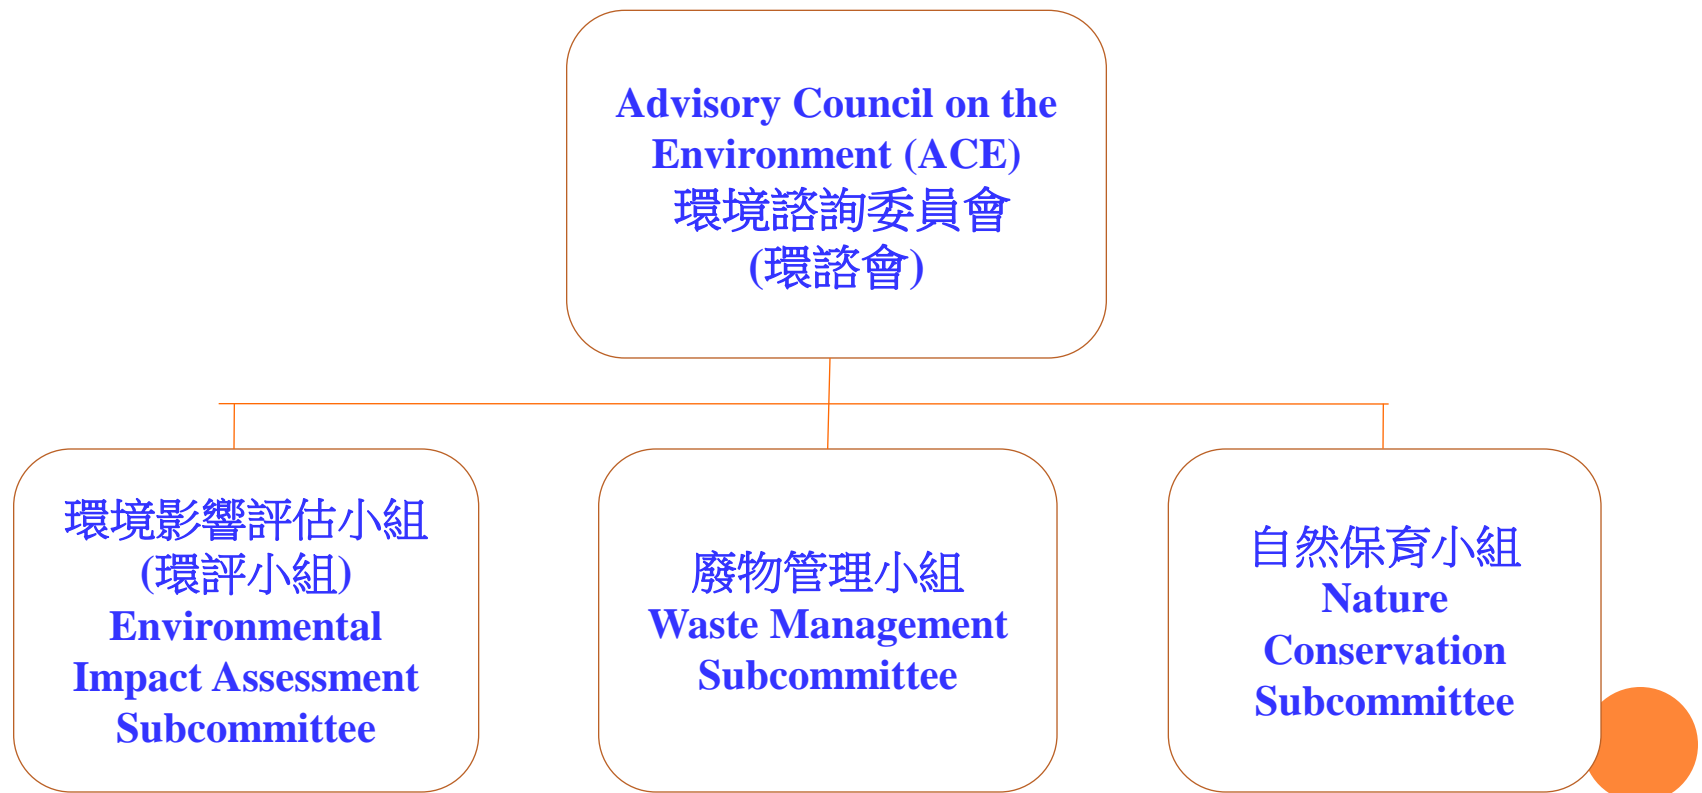 Advisory Council on the
Environment (ACE)
環境諮詢委員會
(環諮會)
環境影響評估小組
(環評小組)
Environmental
Impact Assessment
Subcommittee
廢物管理小組
Waste Management
Subcommittee
自然保育小組
Nature
Conservation
Subcommittee